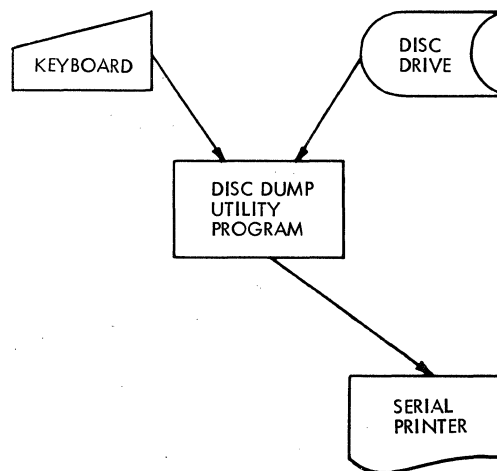 KEYBOARD
DISC
DRIVE
DISC DUMP
UTILITY
PROGRAM
SERIAL
PRINTER